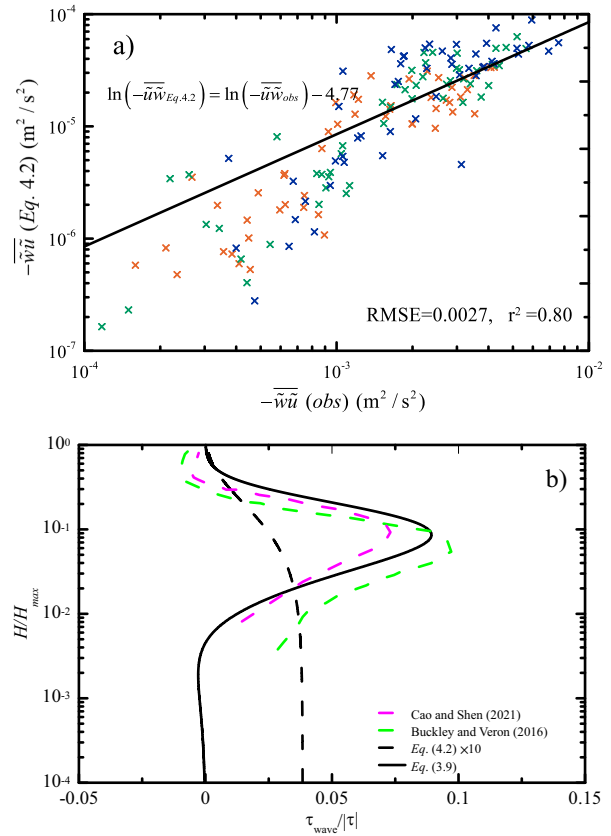 a)
ln(−ũw̃ Eq.4.2) = ln(−ũw̃ obs) − 4.77
−w̃ũ (Eq. 4.2) (m² / s²)
10⁻⁴
10⁻⁵
10⁻⁶
10⁻⁷
RMSE=0.0027, r² =0.80
10⁻⁴ 10⁻³ 10⁻²
−w̃ũ (obs) (m² / s²)
b)
H/Hmax
10⁰
10⁻¹
10⁻²
10⁻³
10⁻⁴
Cao and Shen (2021)
Buckley and Veron (2016)
Eq. (4.2) ×10
Eq. (3.9)
-0.05 0 0.05 0.1 0.15
τwave/|τ|